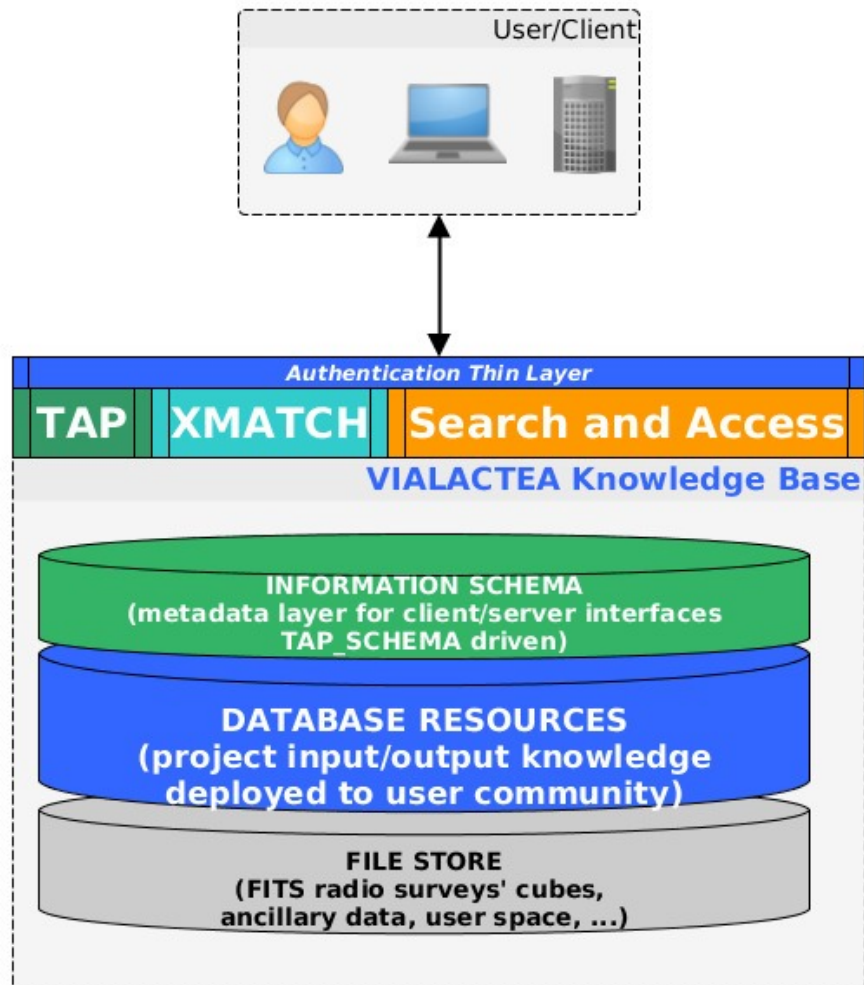 User/Client
Authentication Thin Layer
TAP XMATCH Search and Access
VIALACTEA Knowledge Base
INFORMATION SCHEMA
(metadata layer for client/server interfaces
TAP_SCHEMA driven)
DATABASE RESOURCES
(project input/output knowledge
deployed to user community)
FILE STORE
(FITS radio surveys' cubes,
ancillary data, user space, ...)